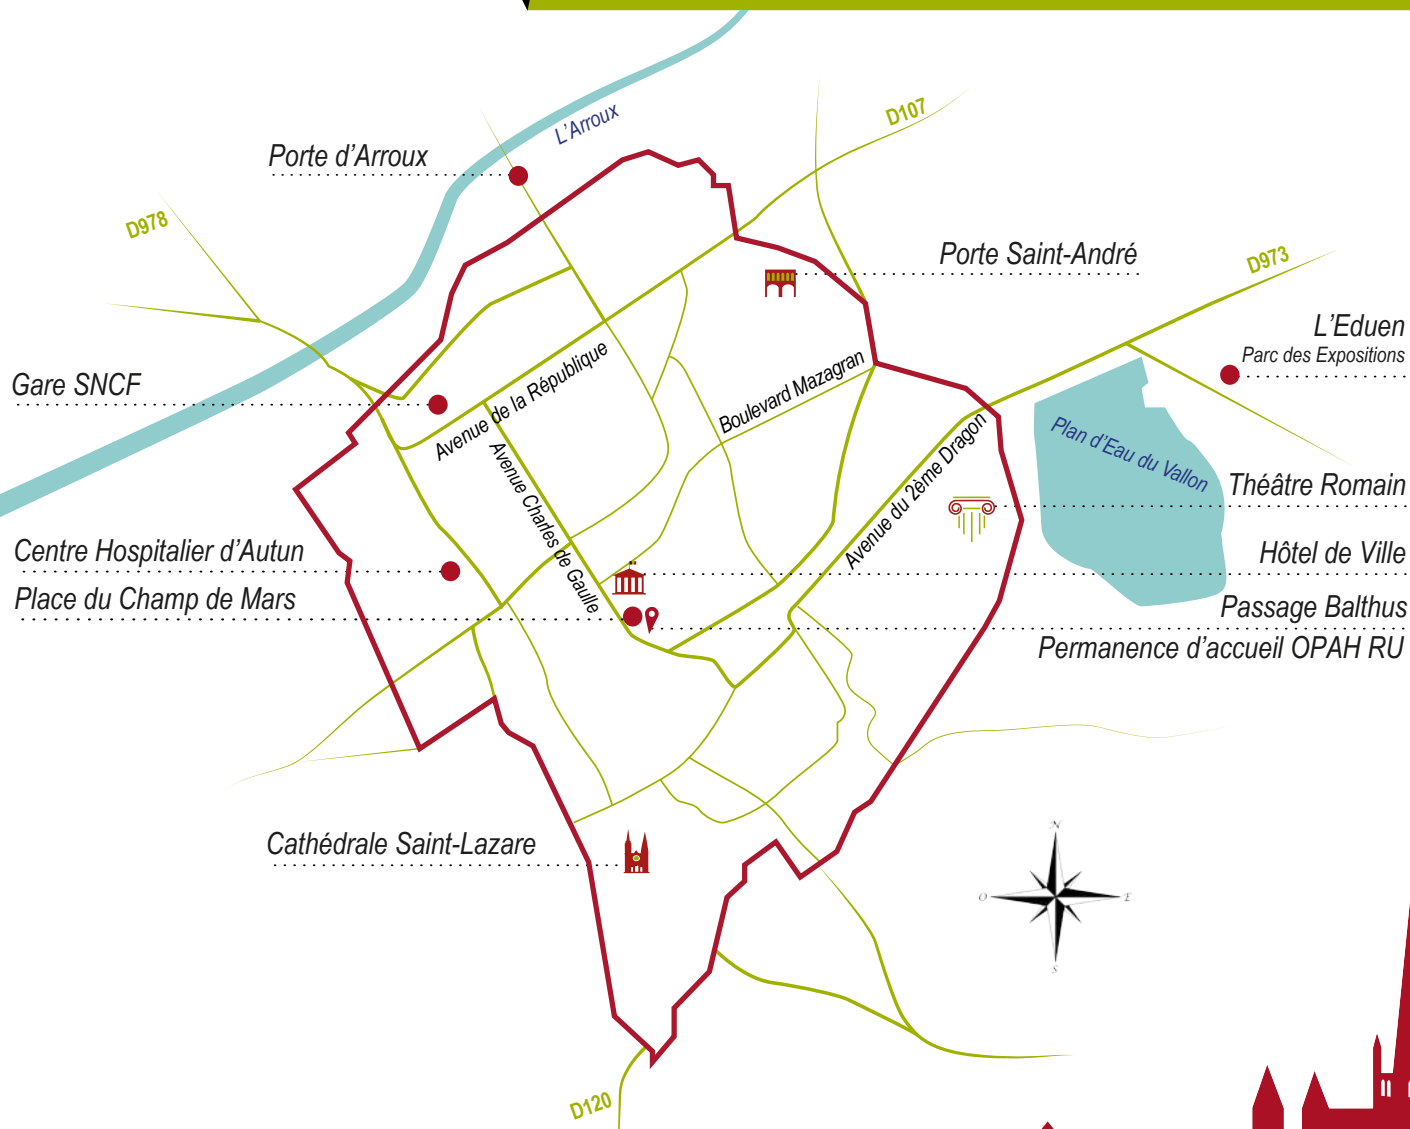 L'Arroux
D107
Porte d'Arroux
D978
Porte Saint-André
D973
L'Eduen
Parc des Expositions
Gare SNCF
Avenue de la République
Boulevard Mazagran
Plan d'Eau du Vallon
Avenue Charles de Gaulle
Avenue du 2ème Dragon
Théâtre Romain
Centre Hospitalier d'Autun
Hôtel de Ville
Place du Champ de Mars
Passage Balthus
Permanence d'accueil OPAH RU
Cathédrale Saint-Lazare
N
O
E
S
D120